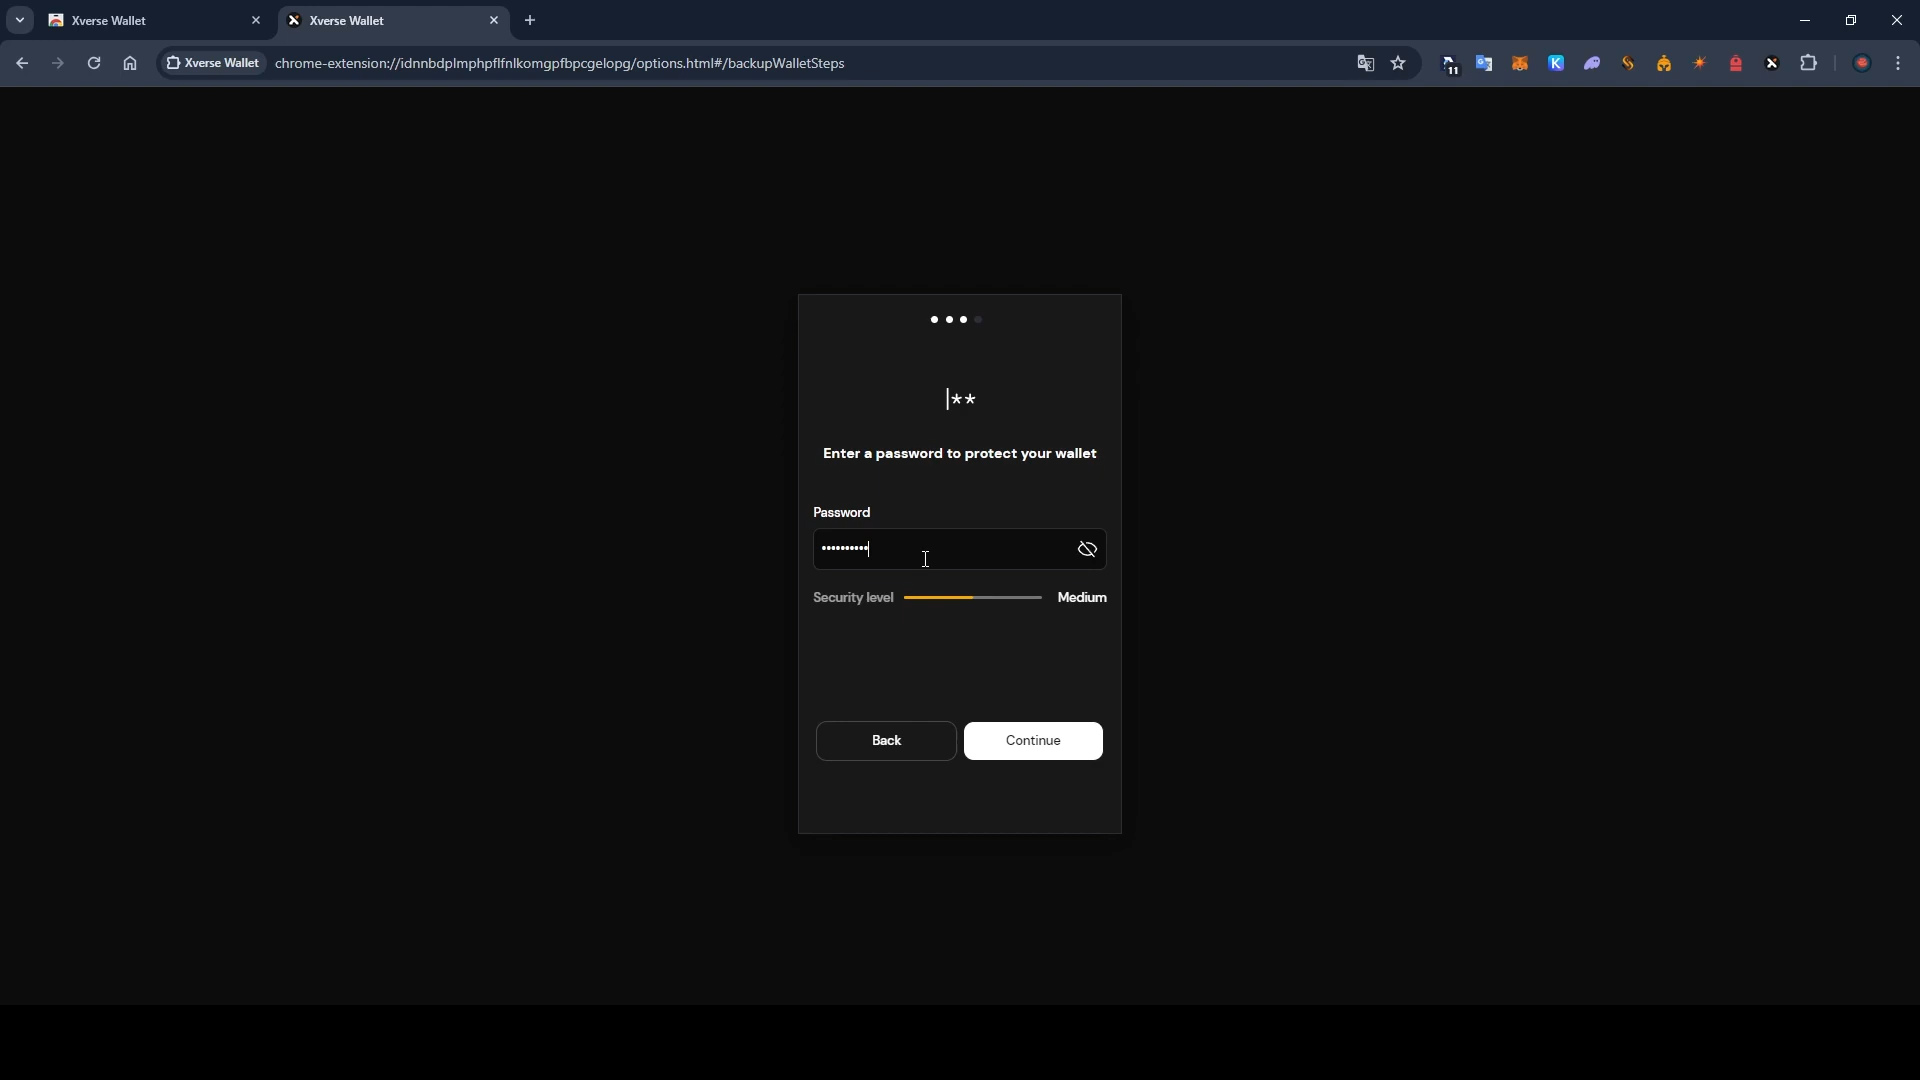 Xverse Wallet
Xverse Wallet
Xverse Wallet
chrome-extension://idnnbdplmphpflfnlkomgpfbpcgelopg/options.html#/backupWalletSteps
11
|**
Enter a password to protect your wallet
Password
••••••••••
Security level
Medium
Back
Continue